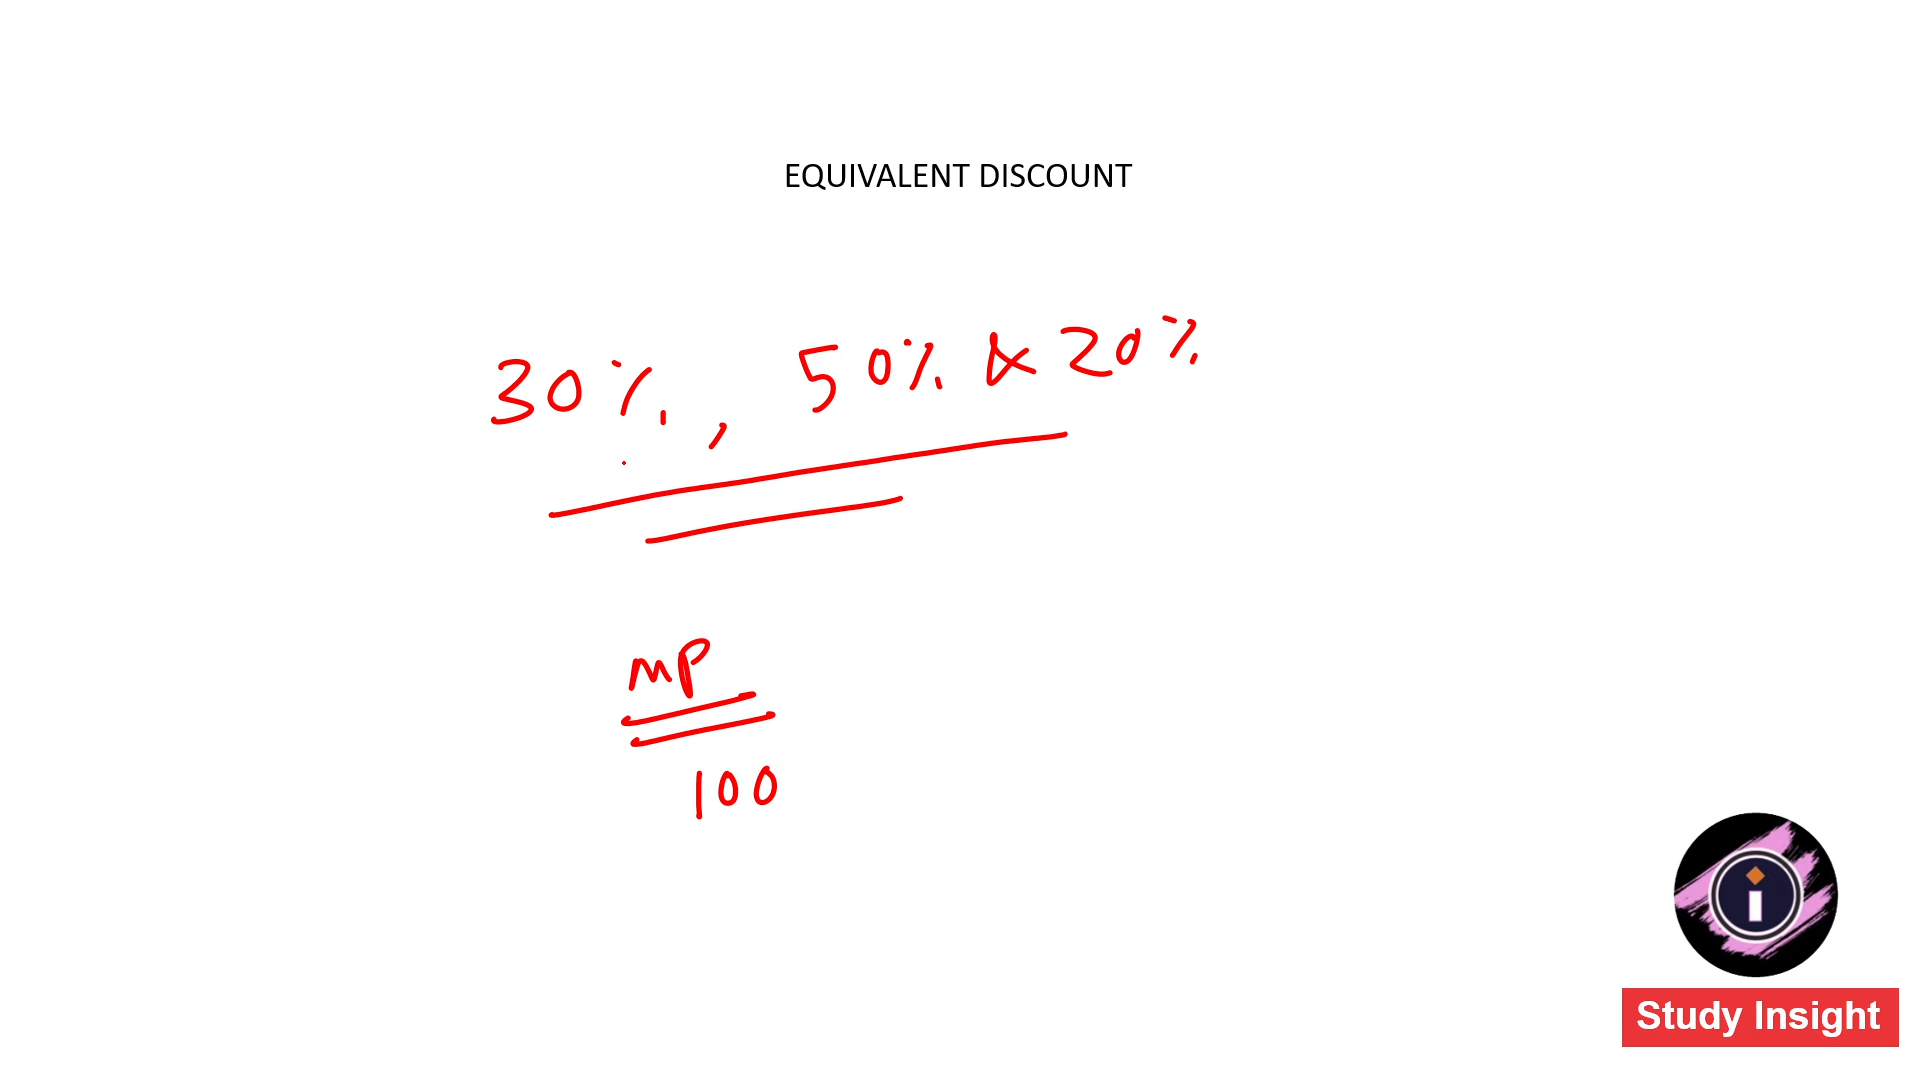 EQUIVALENT DISCOUNT
30%, 50% & 20%
MP
100
Study Insight